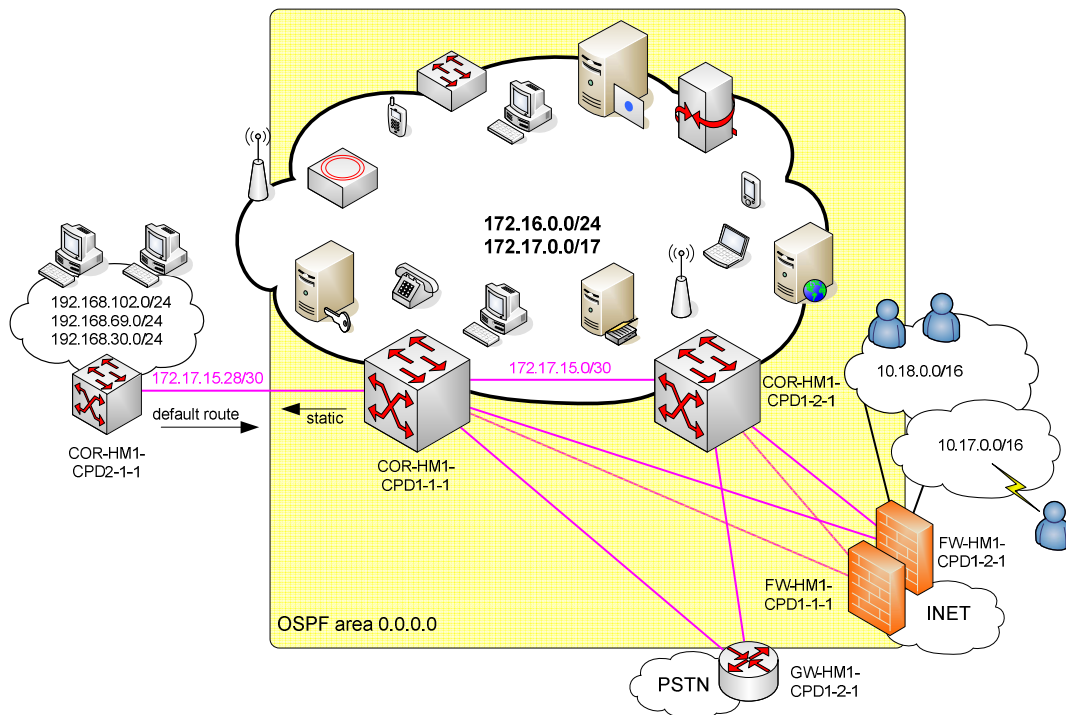 172.16.0.0/24
172.17.0.0/17
192.168.102.0/24
192.168.69.0/24
192.168.30.0/24
172.17.15.28/30
default route
static
COR-HM1-
CPD2-1-1
COR-HM1-
CPD1-1-1
172.17.15.0/30
COR-HM1-
CPD1-2-1
10.18.0.0/16
10.17.0.0/16
FW-HM1-
CPD1-2-1
FW-HM1-
CPD1-1-1
INET
OSPF area 0.0.0.0
PSTN
GW-HM1-
CPD1-2-1